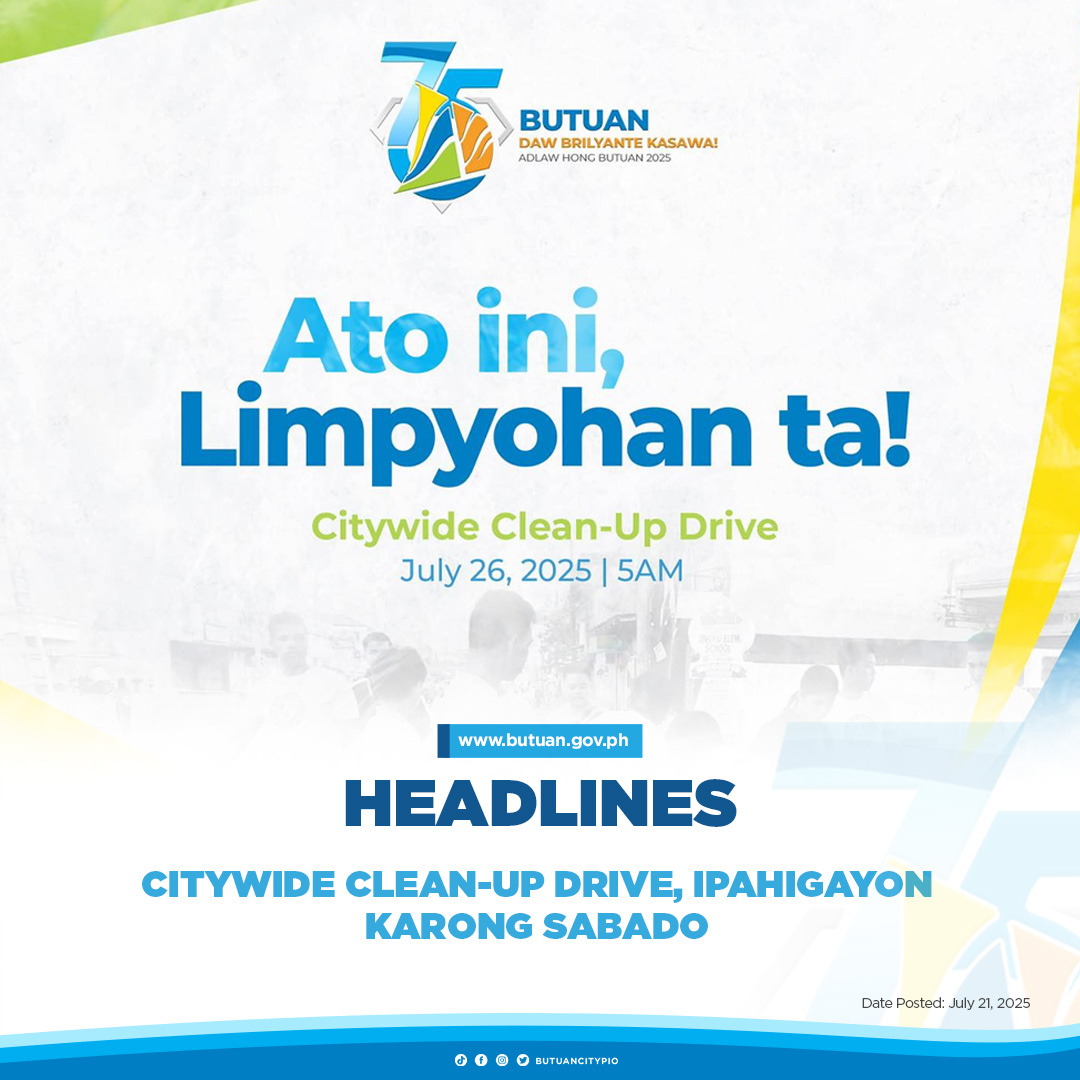 75
BUTUAN
DAW BRILYANTE KASAWA!
ADLAW HONG BUTUAN 2025
Ato ini,
Limpyohan ta!
Citywide Clean-Up Drive
July 26, 2025 | 5AM
www.butuan.gov.ph
HEADLINES
CITYWIDE CLEAN-UP DRIVE, IPAHIGAYON
KARONG SABADO
Date Posted: July 21, 2025
BUTUANCITYPIO